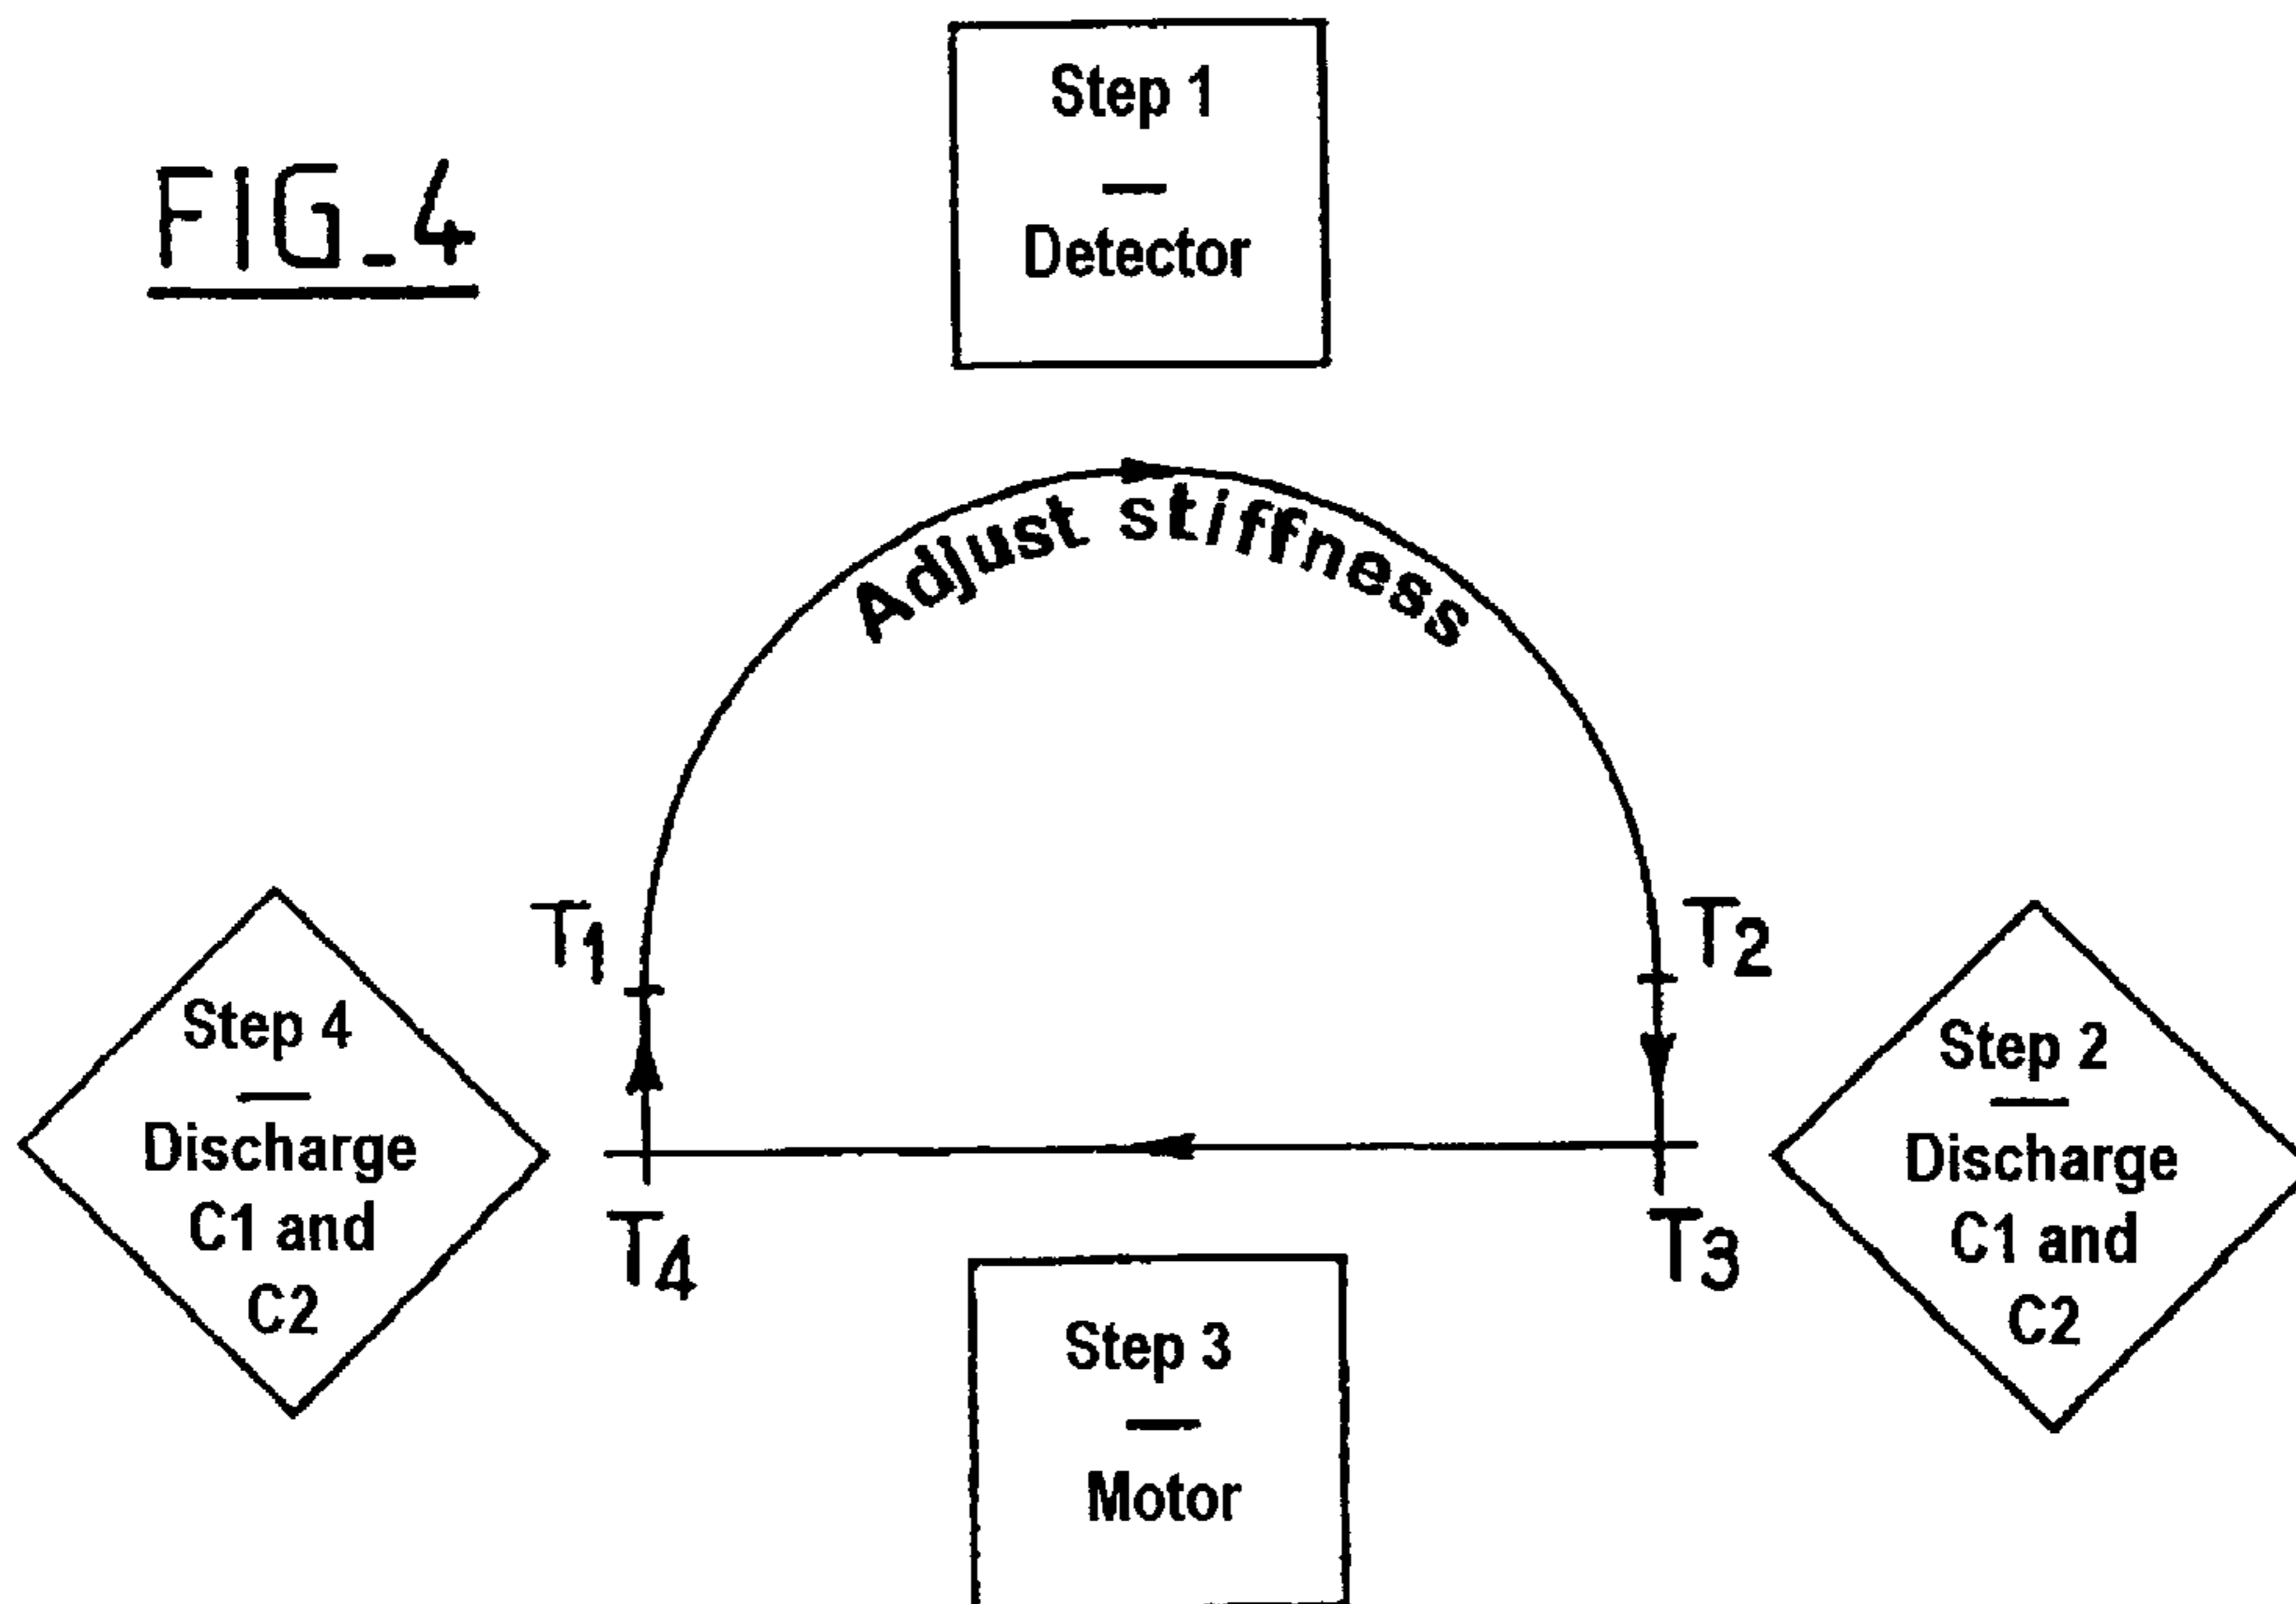 FIG_4
Step 1
Detector
Adjust stiffness
T1
T2
Step 4
Discharge
C1 and
C2
Step 2
Discharge
C1 and
C2
T4
T3
Step 3
Motor